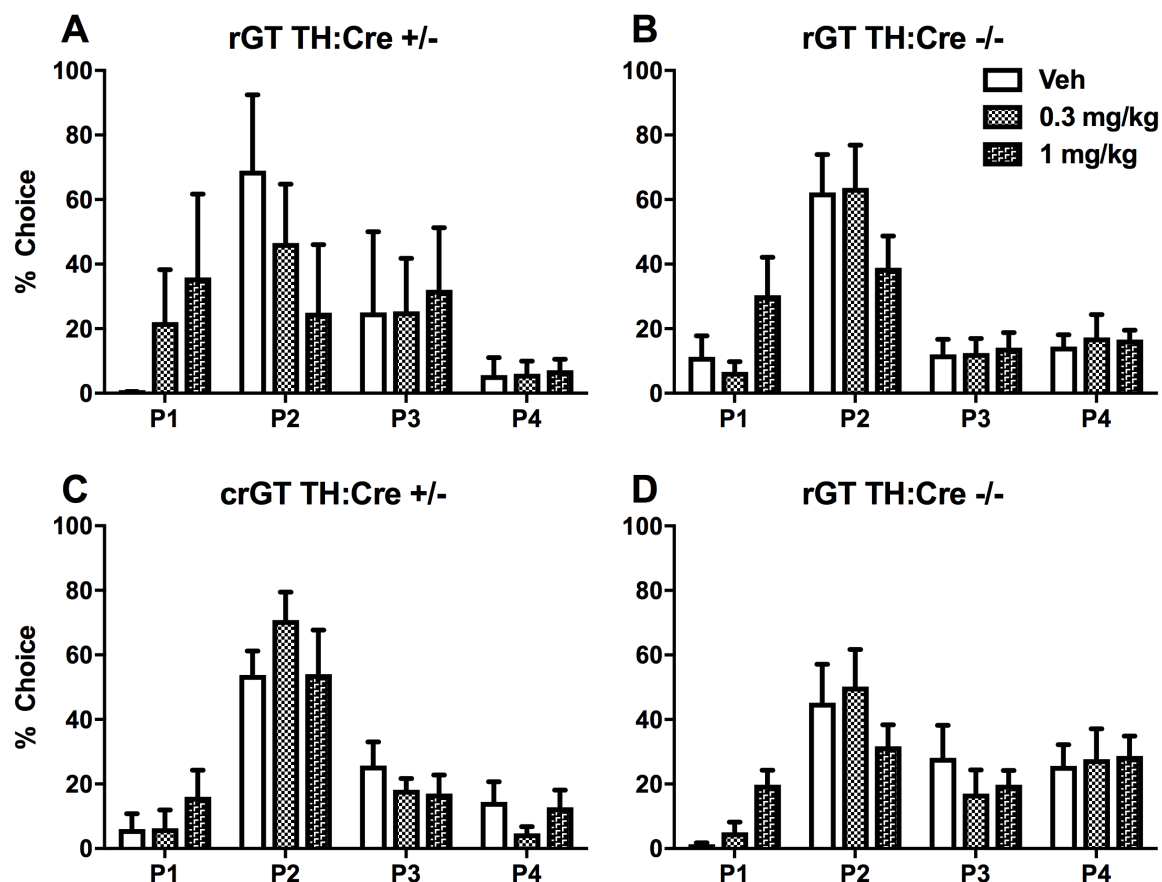 A
rGT TH:Cre +/-
% Choice
100
80
60
40
20
0
P1 P2 P3 P4
B
rGT TH:Cre -/-
Veh
0.3 mg/kg
1 mg/kg
100
80
60
40
20
0
P1 P2 P3 P4
C
crGT TH:Cre +/-
% Choice
100
80
60
40
20
0
P1 P2 P3 P4
D
rGT TH:Cre -/-
100
80
60
40
20
0
P1 P2 P3 P4